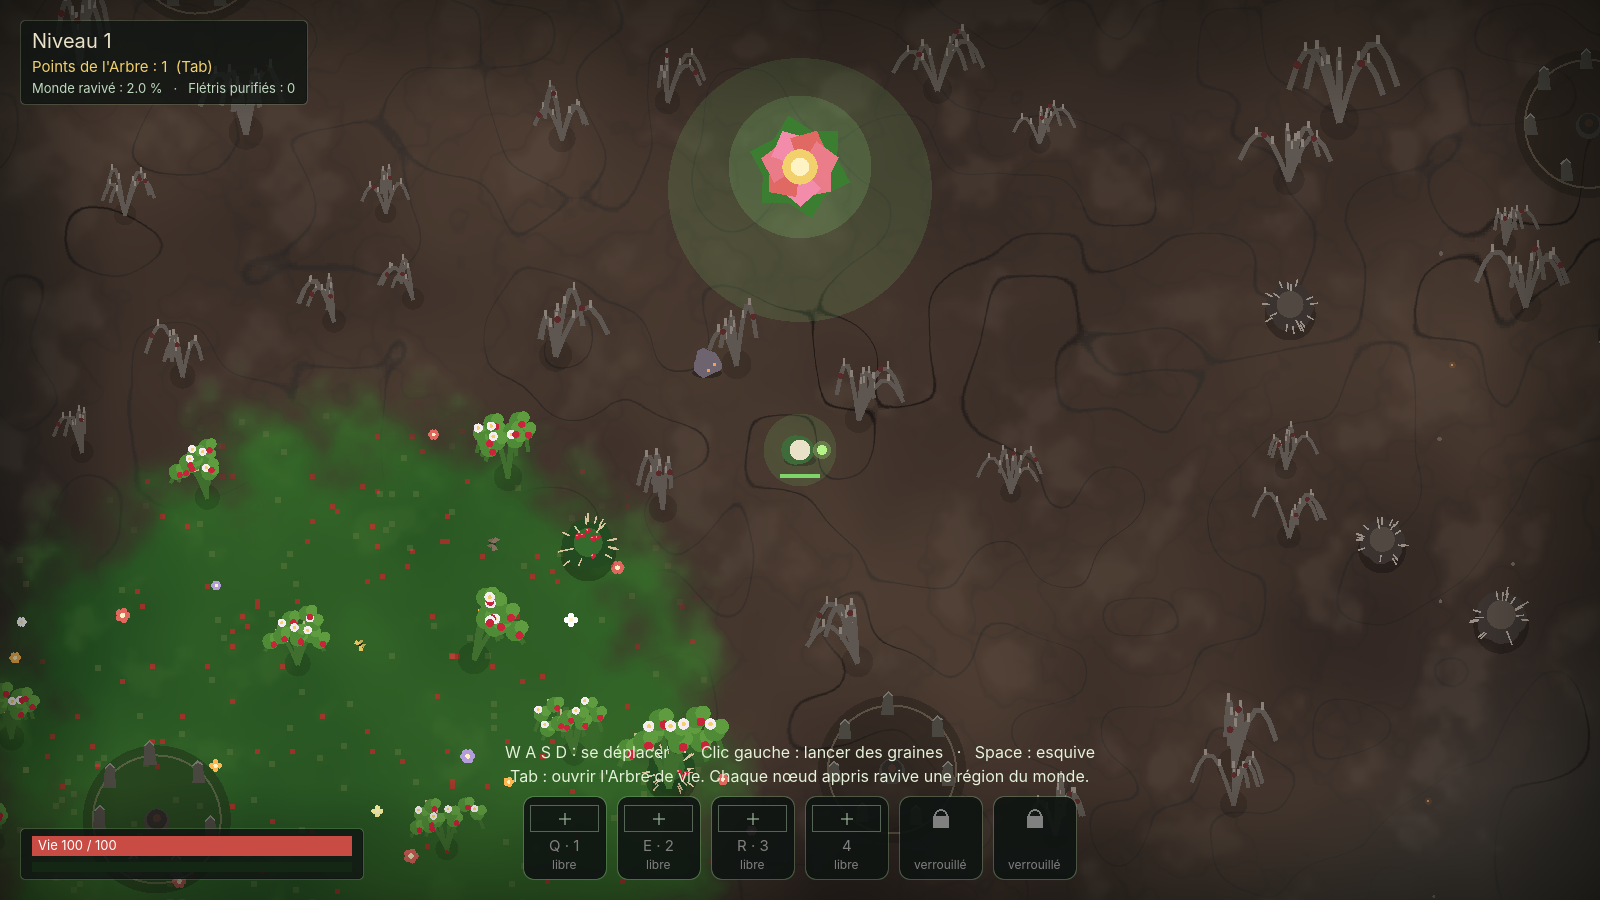 Niveau 1
Points de l'Arbre : 1 (Tab)
Monde ravivé : 2.0 % · Flétris purifiés : 0
W A S D : se déplacer · Clic gauche : lancer des graines · Space : esquive
Tab : ouvrir l'Arbre de Vie. Chaque nœud appris ravive une région du monde.
Vie 100 / 100
+ + + +
Q · 1 E · 2 R · 3 4
libre libre libre libre verrouillé verrouillé